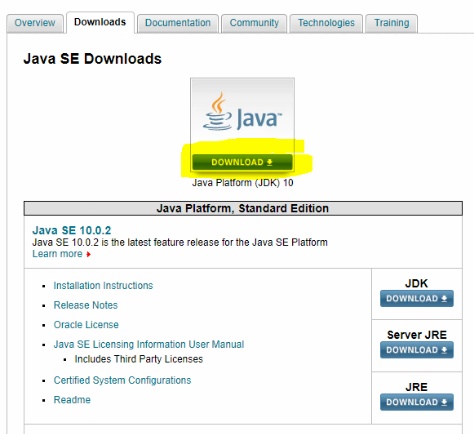 Overview Downloads Documentation Community Technologies Training
Java SE Downloads
Java™
DOWNLOAD
Java Platform (JDK) 10
Java Platform, Standard Edition
Java SE 10.0.2
Java SE 10.0.2 is the latest feature release for the Java SE Platform
Learn more
Installation Instructions
Release Notes
Oracle License
Java SE Licensing Information User Manual
Includes Third Party Licenses
Certified System Configurations
Readme
JDK
DOWNLOAD
Server JRE
DOWNLOAD
JRE
DOWNLOAD